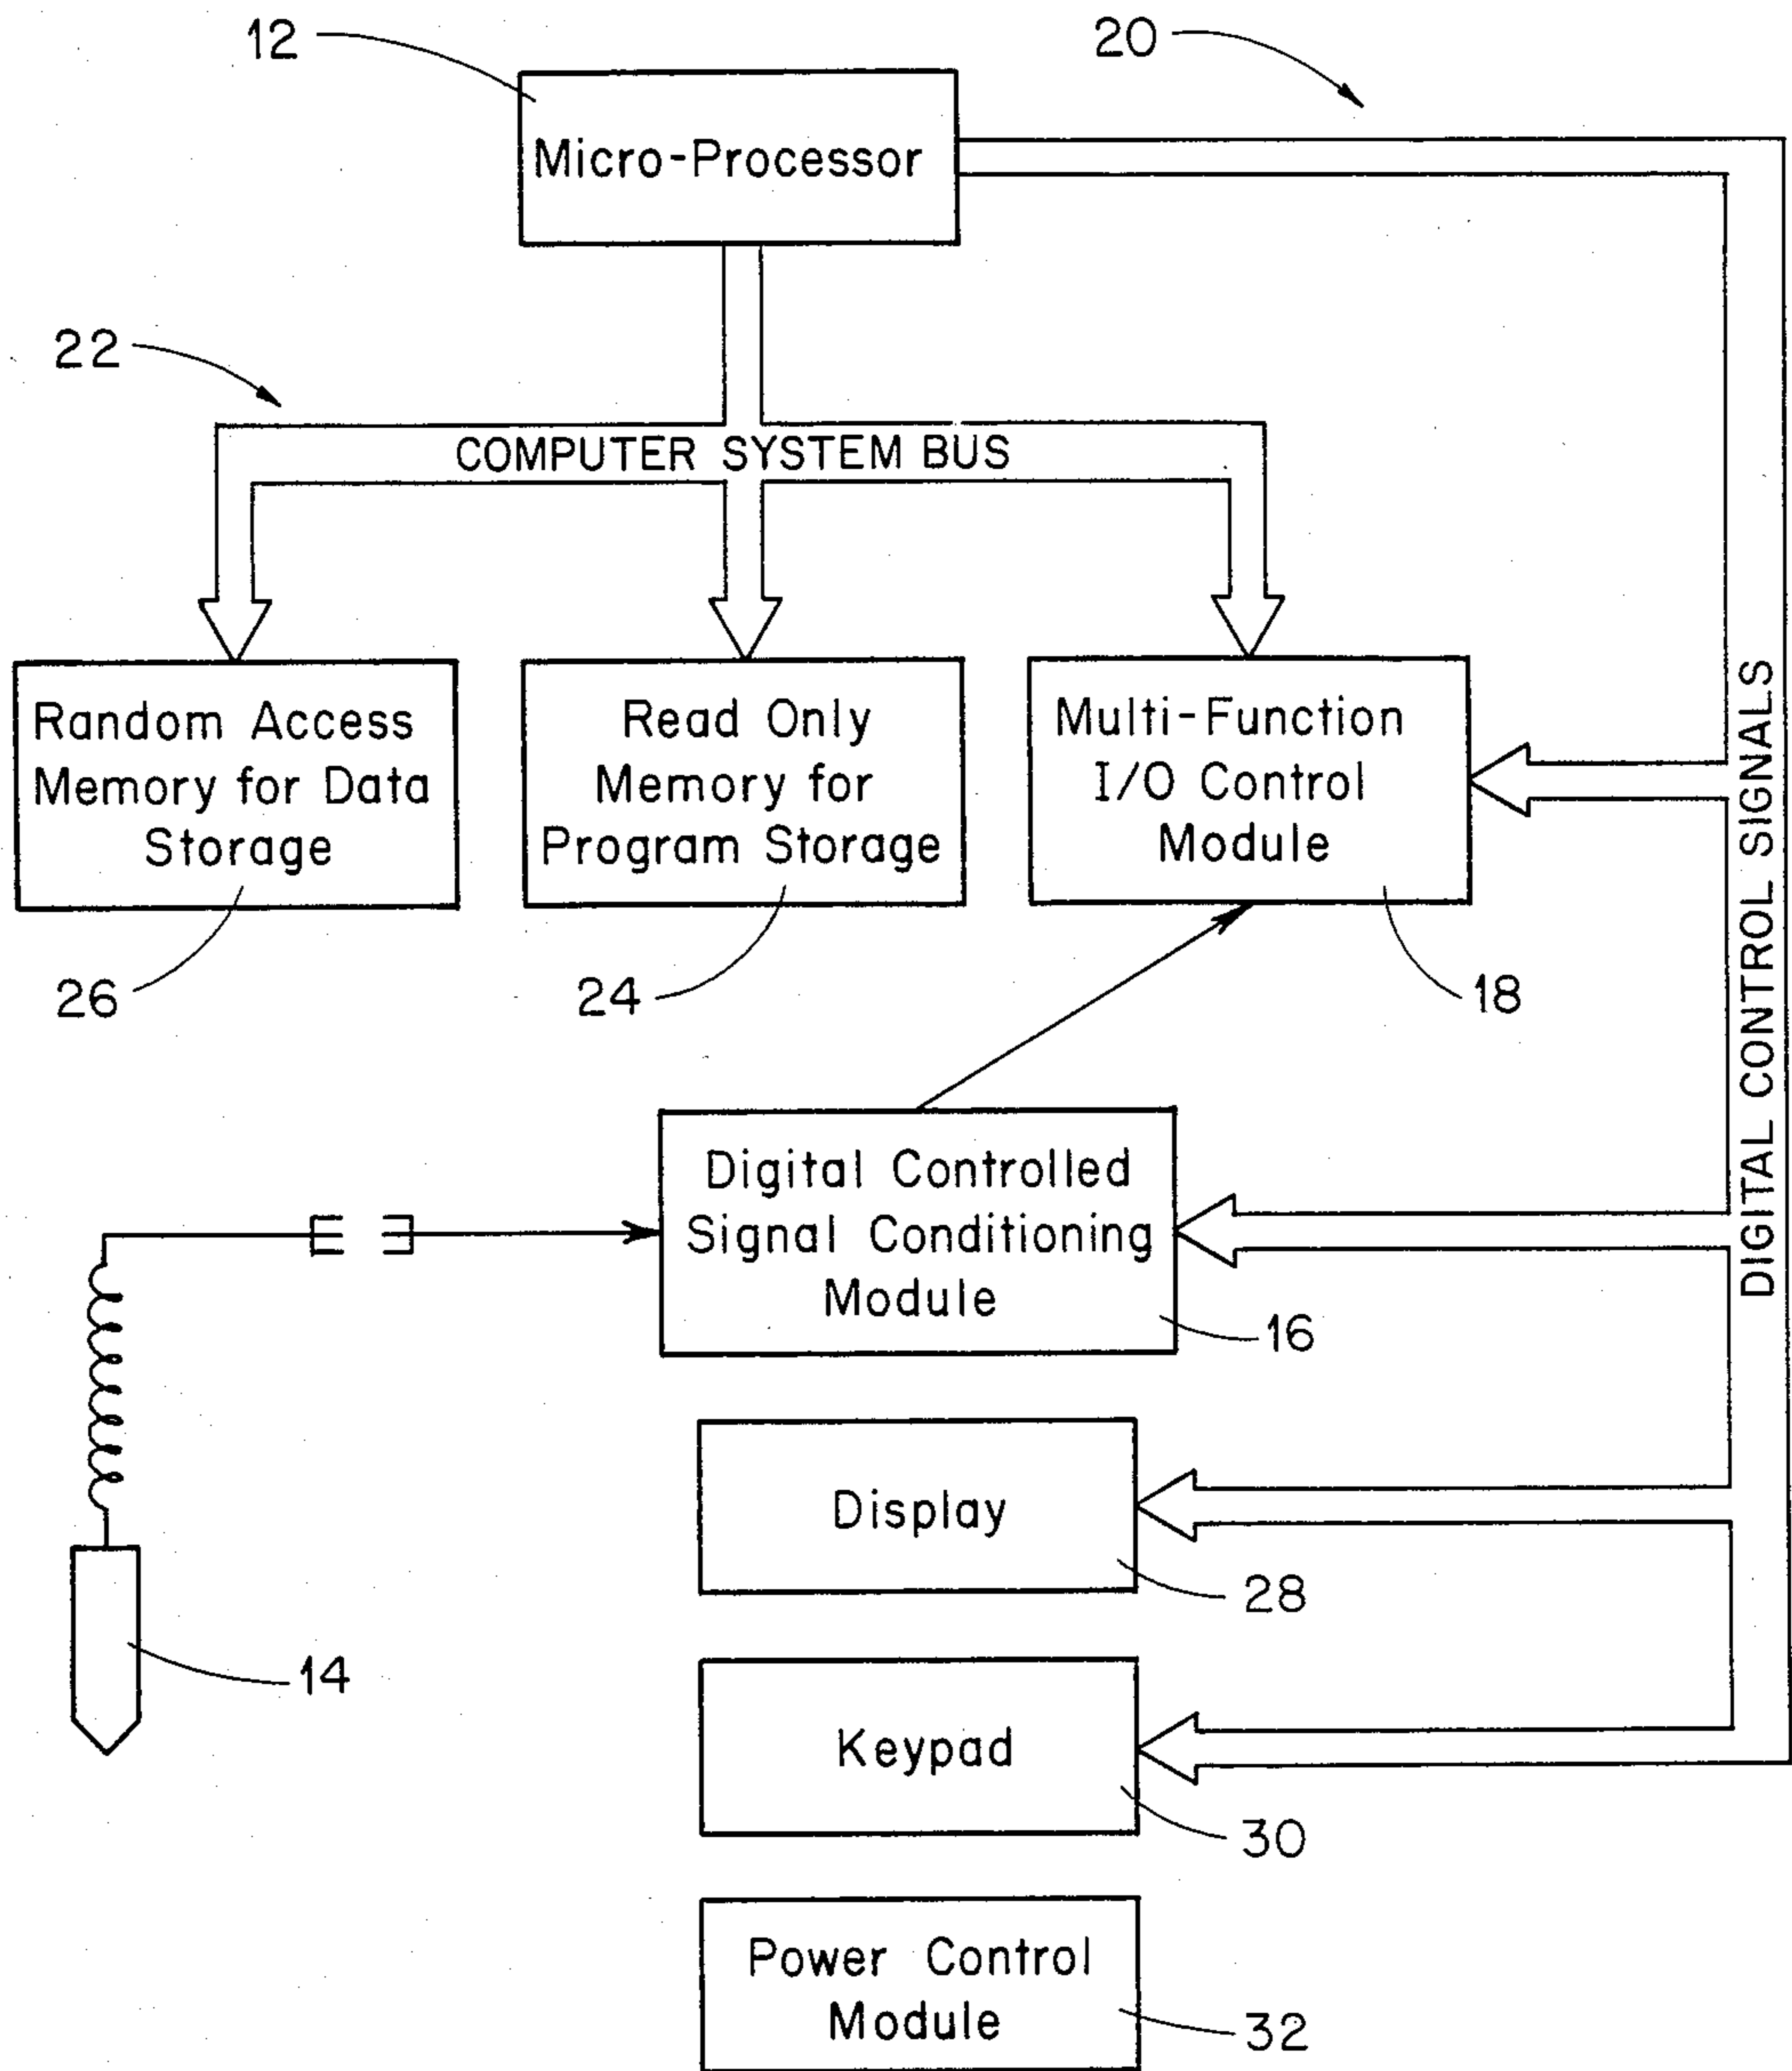 12
20
Micro-Processor
22
COMPUTER SYSTEM BUS
Random Access
Memory for Data
Storage
Read Only
Memory for
Program Storage
Multi-Function
I/O Control
Module
DIGITAL CONTROL SIGNALS
26
24
18
Digital Controlled
Signal Conditioning
Module
16
Display
28
14
Keypad
30
Power Control
Module
32